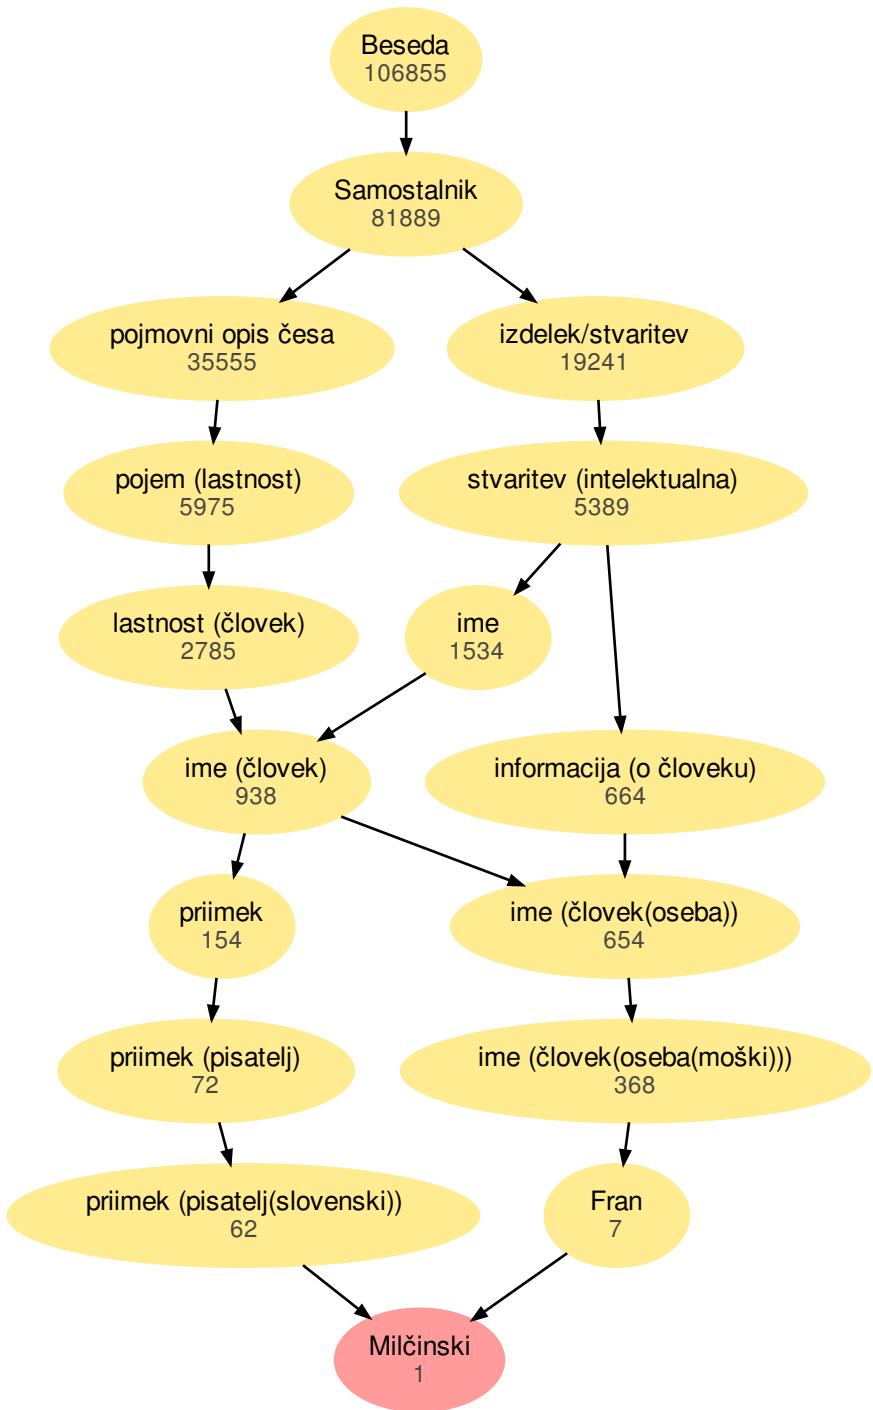 Beseda
106855
Samostalnik
81889
pojmovni opis česa
35555
izdelek/stvaritev
19241
pojem (lastnost)
5975
stvaritev (intelektualna)
5389
lastnost (človek)
2785
ime
1534
ime (človek)
938
informacija (o človeku)
664
priimek
154
ime (človek(oseba))
654
priimek (pisatelj)
72
ime (človek(oseba(moški)))
368
priimek (pisatelj(slovenski))
62
Fran
7
Milčinski
1